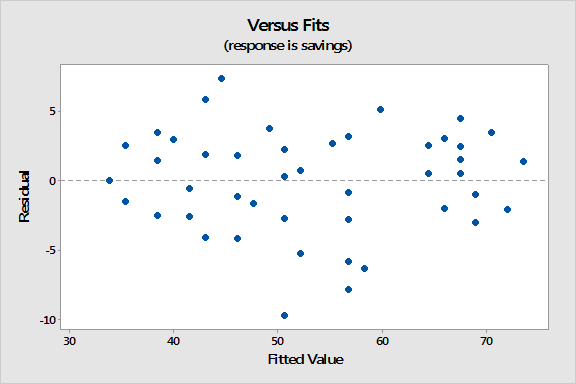 Versus Fits
(response is savings)
5
0
-5
-10
Residual
30 40 50 60 70
Fitted Value